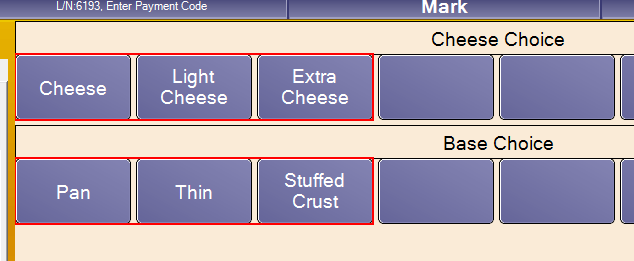 L/N:6193, Enter Payment Code
Mark
Cheese Choice
Cheese
Light
Cheese
Extra
Cheese
Base Choice
Pan
Thin
Stuffed
Crust